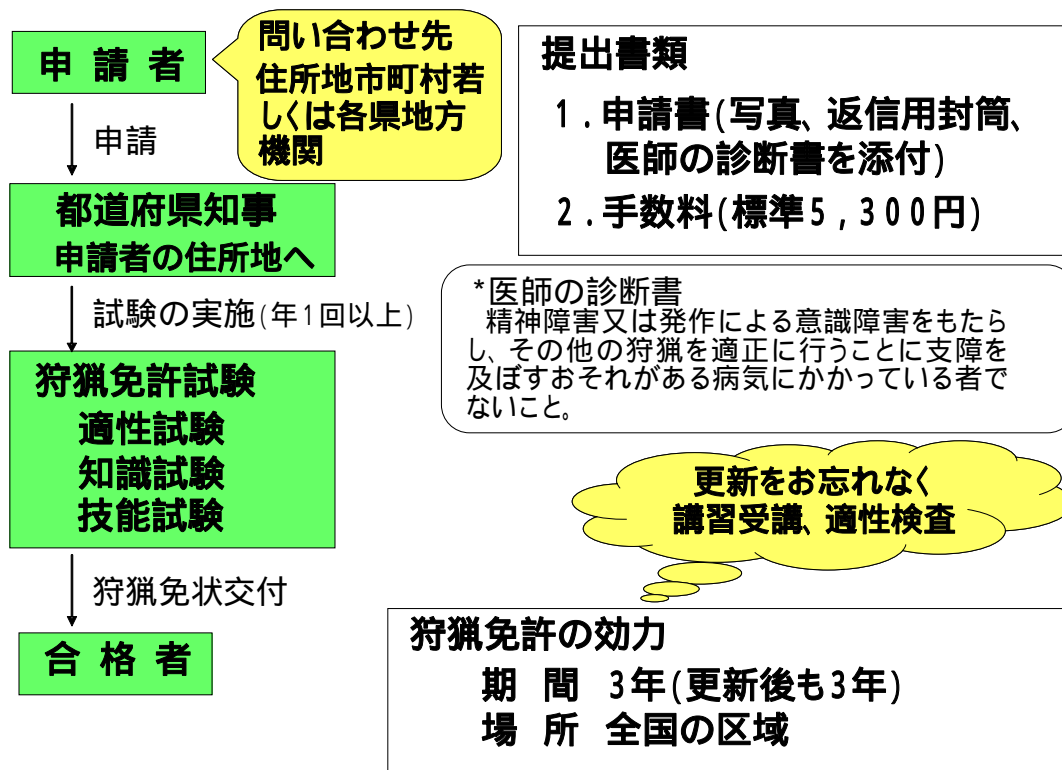 申請者
問い合わせ先
住所地市町村若
しくは各県地方
機関
申請
都道府県知事
申請者の住所地へ
試験の実施(年1回以上)
狩猟免許試験
適性試験
知識試験
技能試験
狩猟免状交付
合格者
提出書類
1.申請書(写真、返信用封筒、
医師の診断書を添付)
2.手数料(標準5,300円)
*医師の診断書
精神障害又は発作による意識障害をもたら
し、その他の狩猟を適正に行うことに支障を
及ぼすおそれがある病気にかかっている者で
ないこと。
更新をお忘れなく
講習受講、適性検査
狩猟免許の効力
期 間 3年(更新後も3年)
場 所 全国の区域